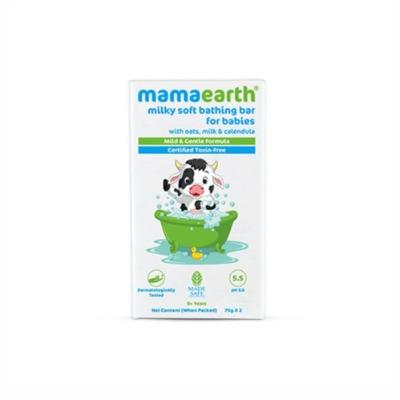 mamaearth®
milky soft bathing bar
for babies
with oats, milk & calendula
Mild & Gentle Formula
Certified Toxin-Free
Dermatologically
Tested
MADE
SAFE
5.5
pH 5.5
0+ Years
Net Content (When Packed) 75g X 2